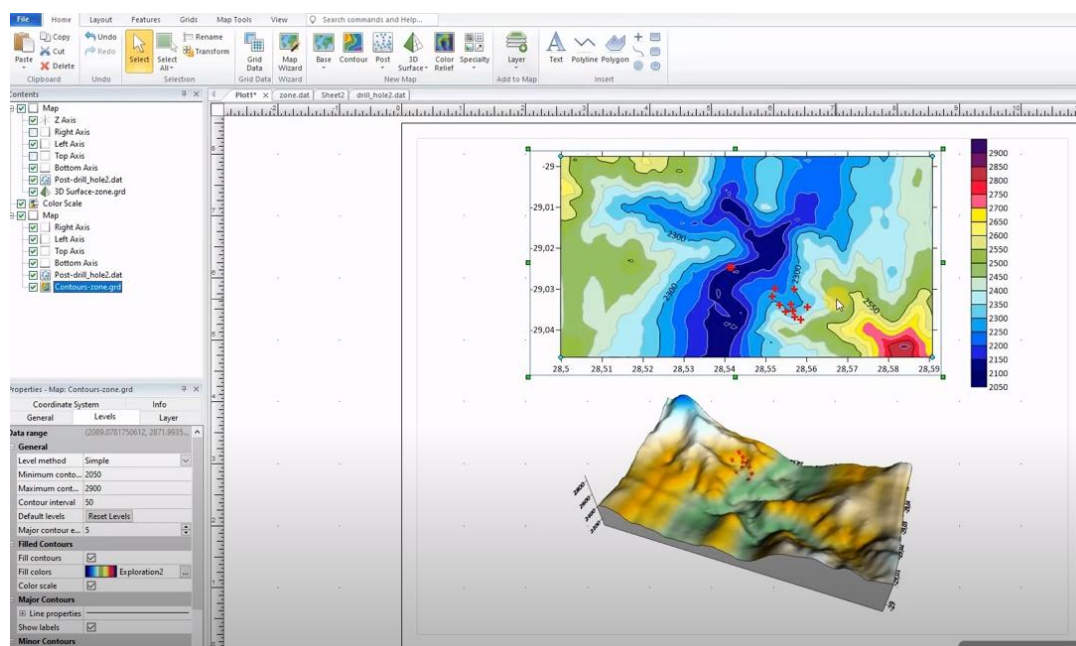 File Home Layout Features Grids Map Tools View Search commands and Help...
Paste Copy Cut Delete Undo Redo Select Select All Rename Transform Grid Data Map Wizard Base Contour Post 3D Surface Color Relief Specialty Layer Text Polyline Polygon
Clipboard Undo Selection Grid Data Wizard New Map Add to Map Insert
Contents
Plot1* zone.dat Sheet2 drill_hole2.dat
Map
Z Axis
Right Axis
Left Axis
Top Axis
Bottom Axis
Post-drill_hole2.dat
3D Surface-zone.grd
Color Scale
Map
Right Axis
Left Axis
Top Axis
Bottom Axis
Post-drill_hole2.dat
Contours-zone.grd
Properties - Map: Contours-zone.grd
Coordinate System Info
General Levels Layer
Data range (2089.0781750612, 2871.9935...
General
Level method Simple
Minimum conto... 2050
Maximum cont... 2900
Contour interval 50
Default levels Reset Levels
Major contour e... 5
Filled Contours
Fill contours
Fill colors Exploration2 ...
Color scale
Major Contours
Line properties
Show labels
Minor Contours
-29
-29,01
-29,02
-29,03
-29,04
28,5 28,51 28,52 28,53 28,54 28,55 28,56 28,57 28,58 28,59
2300
2300
2300
2550
2900
2850
2800
2750
2700
2650
2600
2550
2500
2450
2400
2350
2300
2250
2200
2150
2100
2050
2800
2600
2400
2200
-29